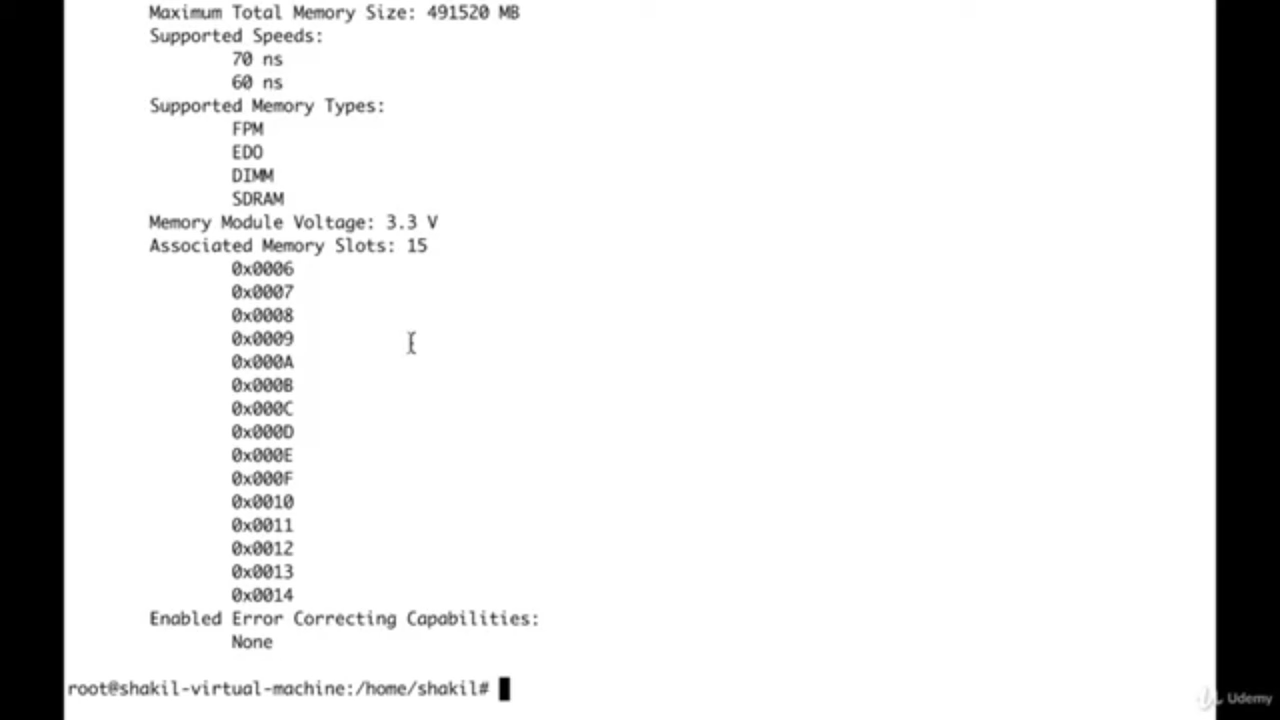 Maximum Total Memory Size: 491520 MB
Supported Speeds:
70 ns
60 ns
Supported Memory Types:
FPM
EDO
DIMM
SDRAM
Memory Module Voltage: 3.3 V
Associated Memory Slots: 15
0x0006
0x0007
0x0008
0x0009
0x000A
0x000B
0x000C
0x000D
0x000E
0x000F
0x0010
0x0011
0x0012
0x0013
0x0014
Enabled Error Correcting Capabilities:
None
root@shakil-virtual-machine:/home/shakil#
Udemy